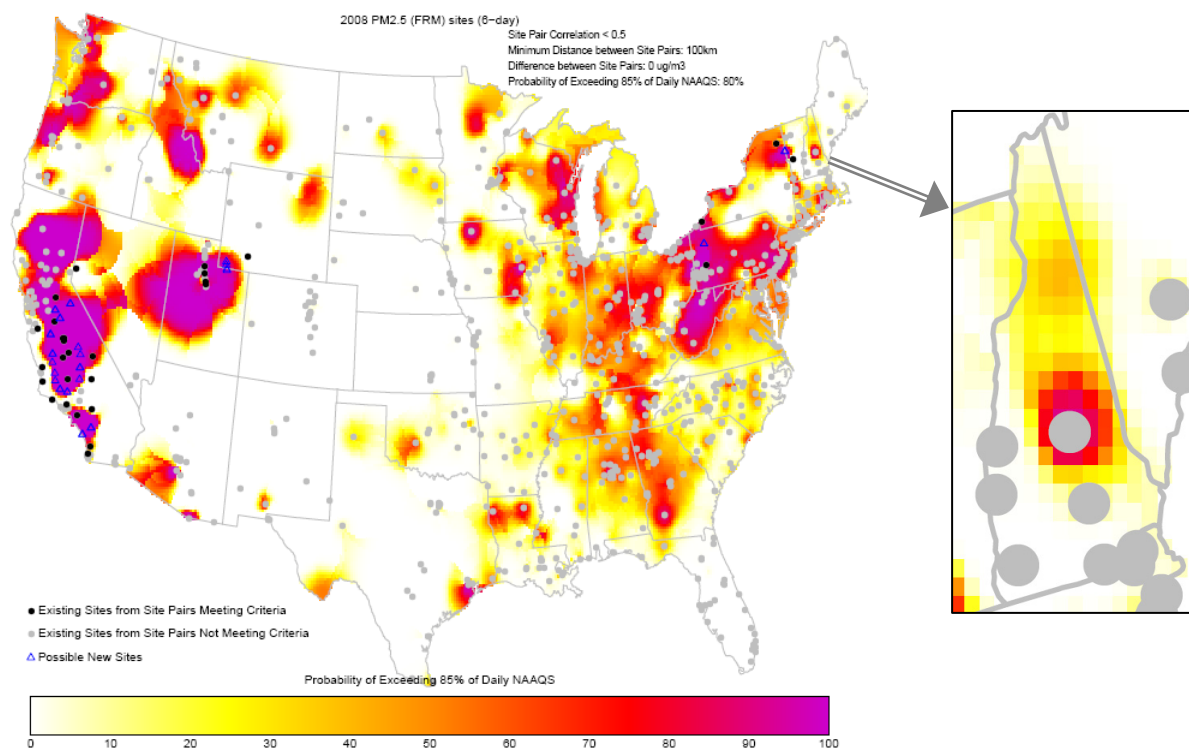 2008 PM2.5 (FRM) sites (6−day)
Site Pair Correlation < 0.5
Minimum Distance between Site Pairs: 100km
Difference between Site Pairs: 0 ug/m3
Probability of Exceeding 85% of Daily NAAQS: 80%
Existing Sites from Site Pairs Meeting Criteria
Existing Sites from Site Pairs Not Meeting Criteria
Possible New Sites
Probability of Exceeding 85% of Daily NAAQS
0 10 20 30 40 50 60 70 80 90 100